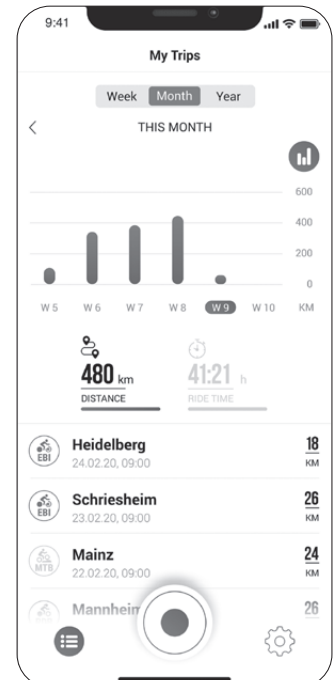 9:41
My Trips
Week Month Year
THIS MONTH
600
400
200
0
W 5 W 6 W 7 W 8 W 9 W 10 KM
480 km 41:21 h
DISTANCE RIDE TIME
EBI Heidelberg 18
24.02.20, 09:00 KM
EBI Schriesheim 26
23.02.20, 09:00 KM
MTB Mainz 24
22.02.20, 09:00 KM
Mannheim 26